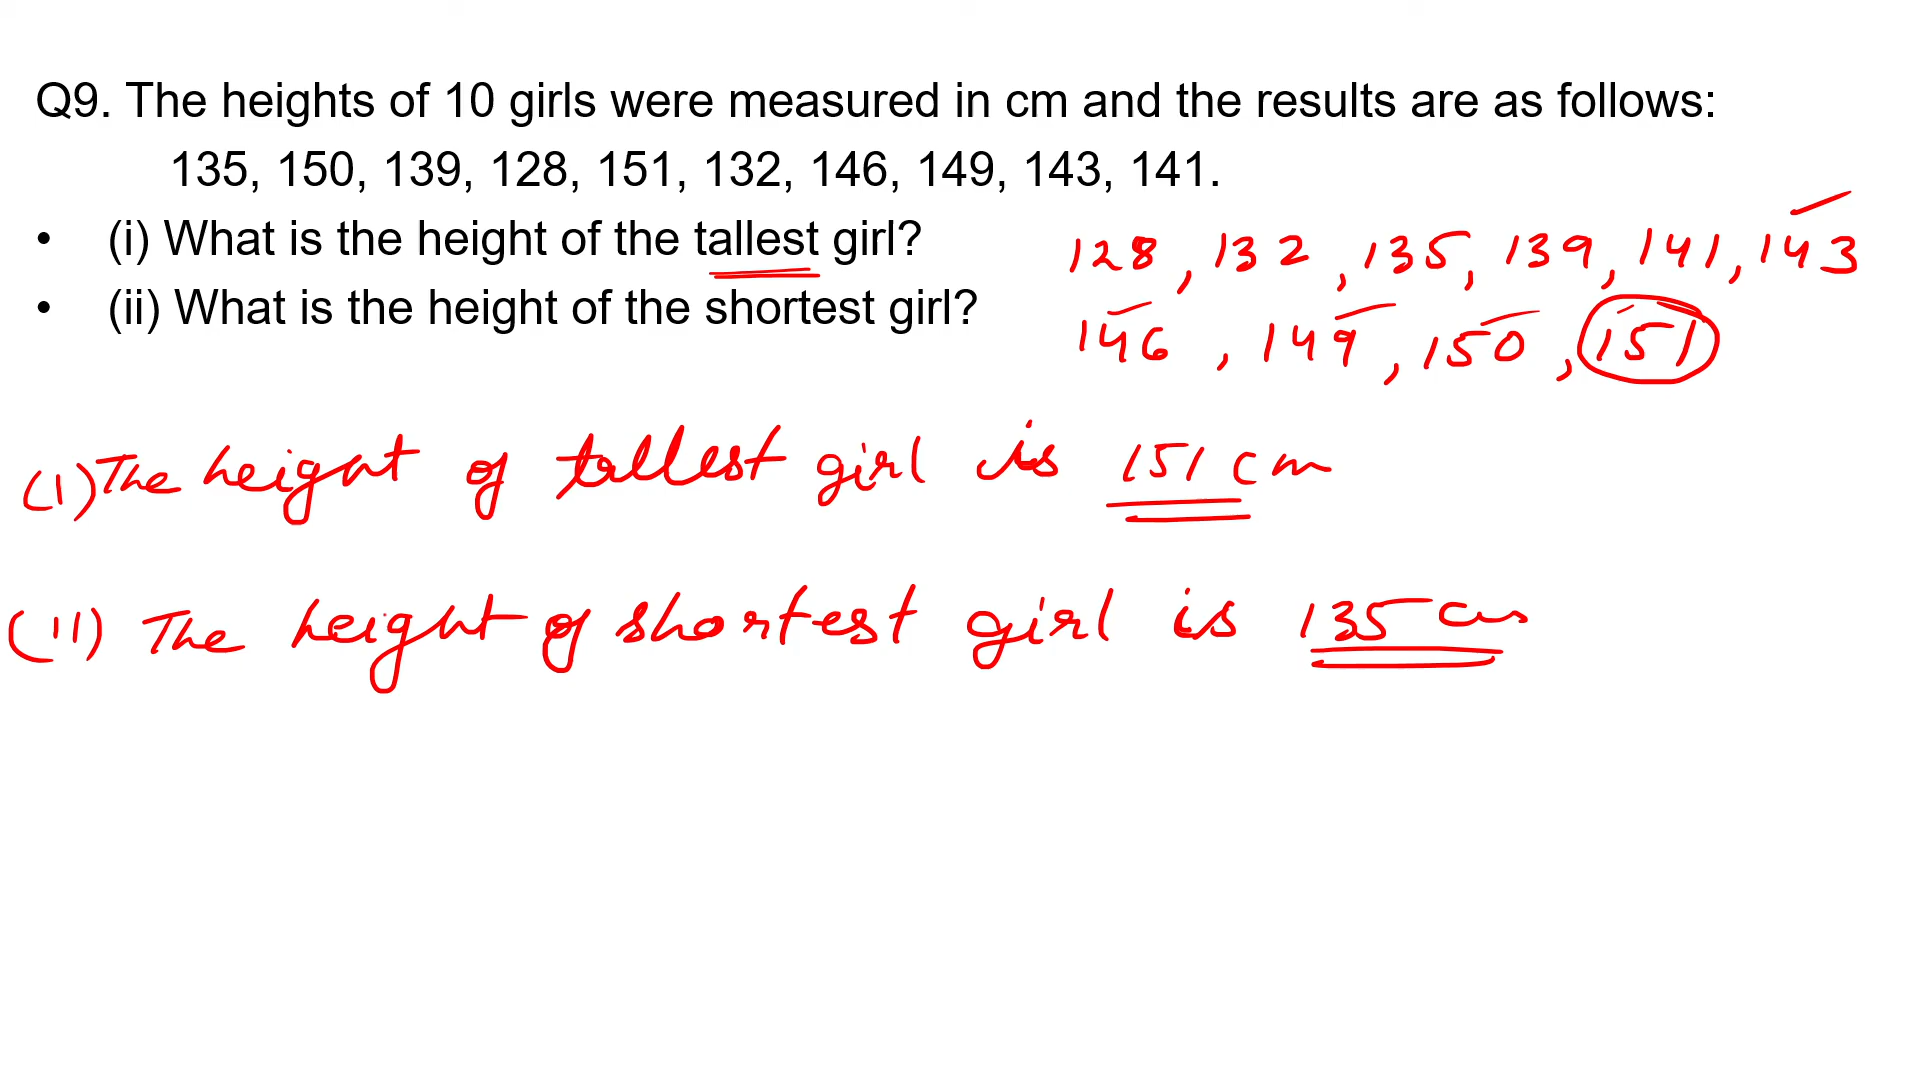 Q9. The heights of 10 girls were measured in cm and the results are as follows:
135, 150, 139, 128, 151, 132, 146, 149, 143, 141.
• (i) What is the height of the tallest girl?
• (ii) What is the height of the shortest girl?
128, 132, 135, 139, 141, 143
146, 149, 150, 151
(I) The height of tallest girl is 151 cm
(II) The height of shortest girl is 135 cm